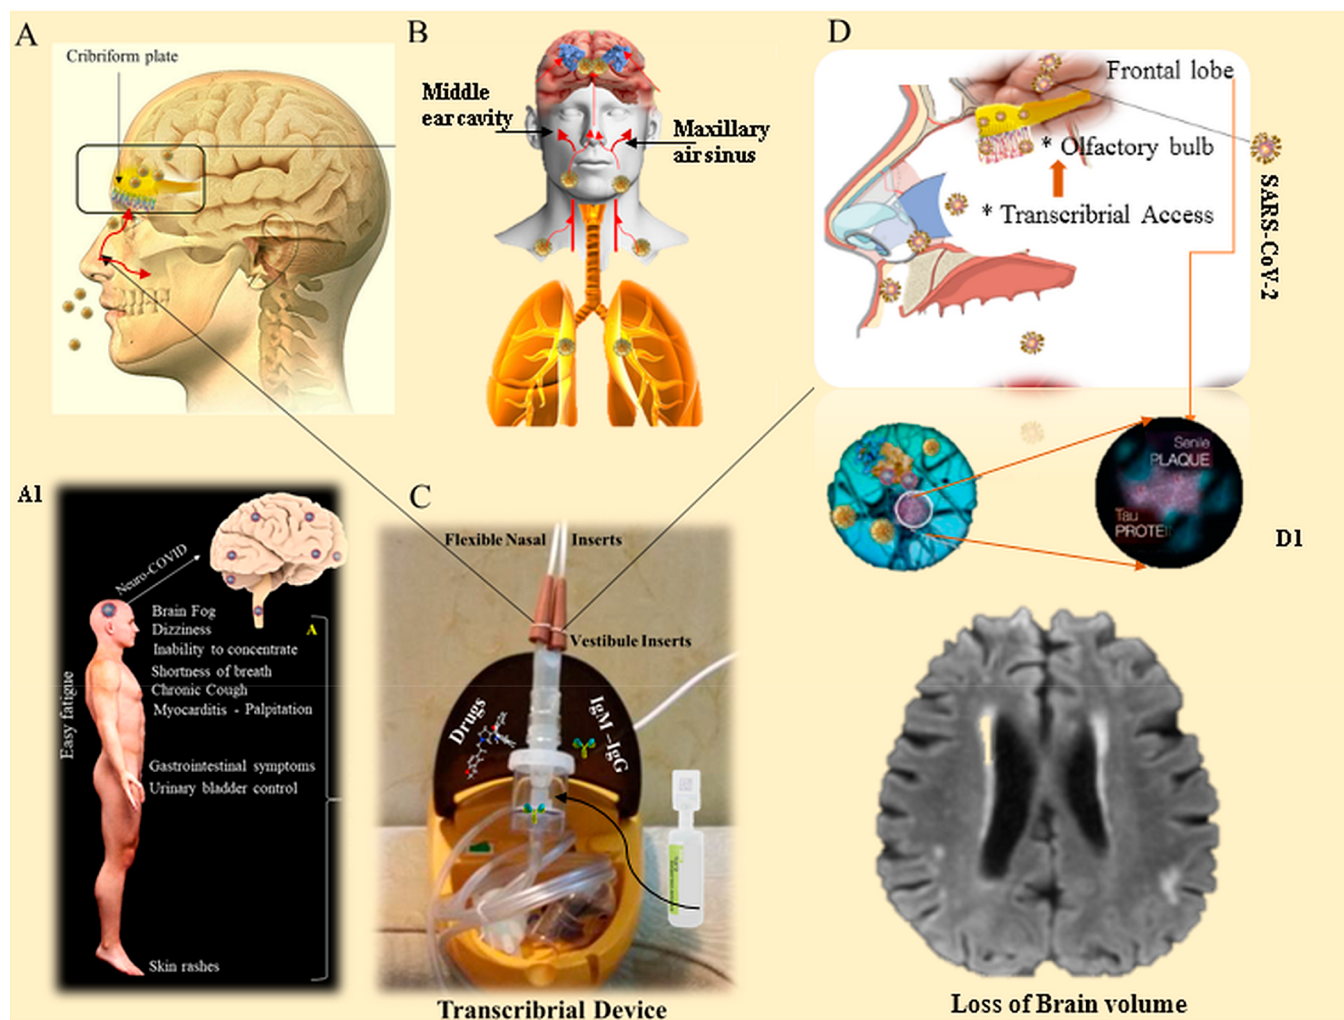 A
Cribriform plate
B
Middle
ear cavity
Maxillary
air sinus
D
Frontal lobe
* Olfactory bulb
* Transcribrial Access
SARS-CoV-2
A1
Neuro-COVID
Brain Fog
Dizziness
A
Inability to concentrate
Shortness of breath
Chronic Cough
Myocarditis - Palpitation
Easy fatigue
Gastrointestinal symptoms
Urinary bladder control
Skin rashes
C
Flexible Nasal Inserts
Vestibule Inserts
Drugs
IgM -IgG
Transcribrial Device
Senile
PLAQUE
Tau
PROTEI
D1
Loss of Brain volume